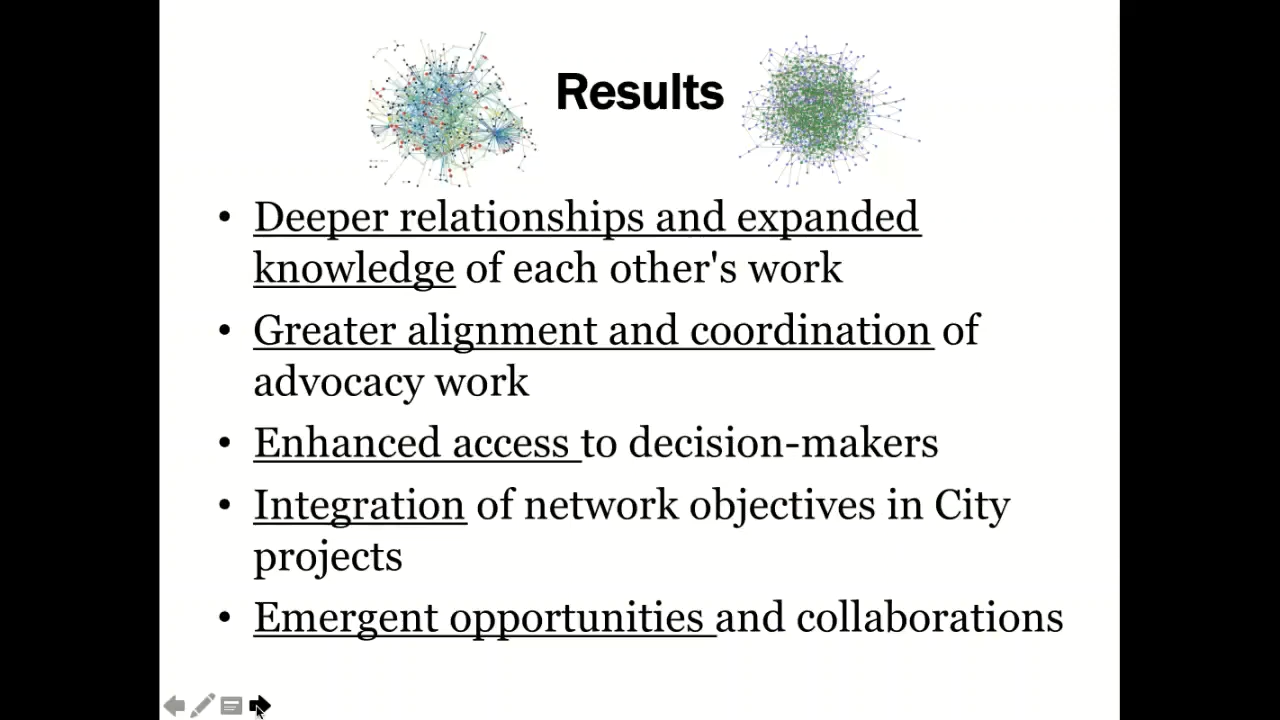 Results
• Deeper relationships and expanded
knowledge of each other's work
• Greater alignment and coordination of
advocacy work
• Enhanced access to decision-makers
• Integration of network objectives in City
projects
• Emergent opportunities and collaborations